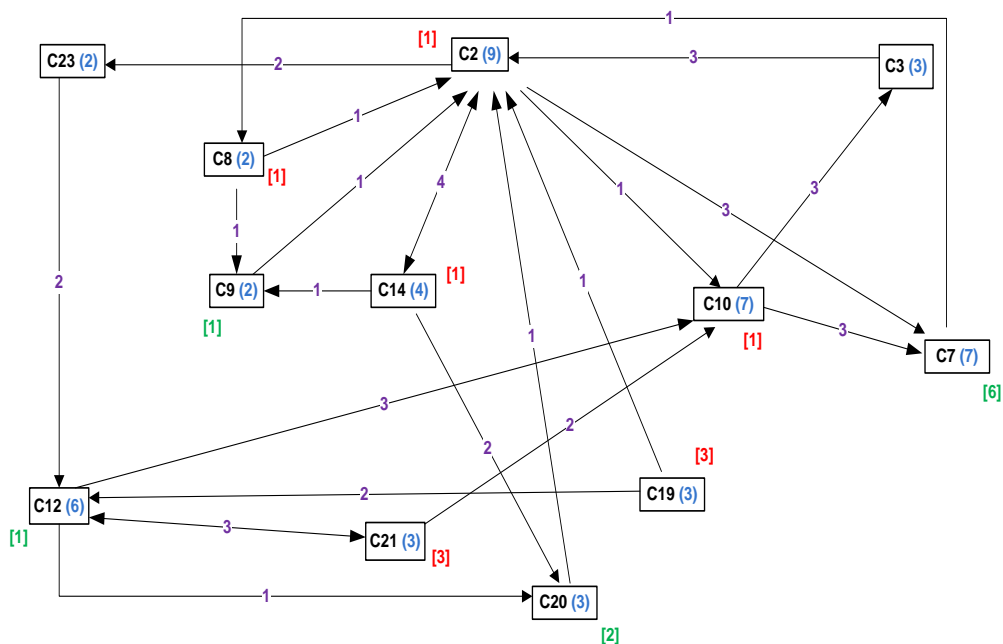 1
[1]
C2 (9)
C23 (2)
2
3
C3 (3)
1
C8 (2)
[1]
4
1
1
3
3
1
3
C9 (2)
1
C14 (4)
[1]
1
2
[1]
C10 (7)
[1]
3
C7 (7)
[6]
1
3
2
2
[3]
C12 (6)
2
C19 (3)
[1]
3
C21 (3)
[3]
1
C20 (3)
[2]